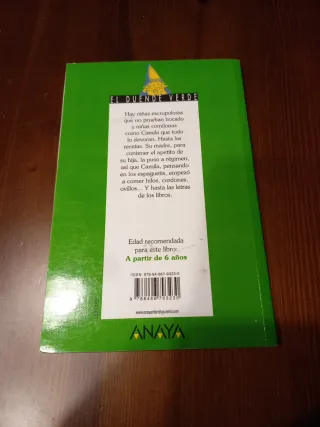 EL DUENDE VERDE
Hay niñas escrupulosas
que no prueban bocado
y niñas comilonas
como Camila que todo
lo devoran. Hasta las
recetas. Su madre, para
contener el apetito de
su hija, la puso a régimen,
así que Camila, pensando
en los espaguetis, empezó
a comer hilos, cordones,
ovillos... Y hasta las letras
de los libros.
Edad recomendada
para este libro:
A partir de 6 años
ANAYA